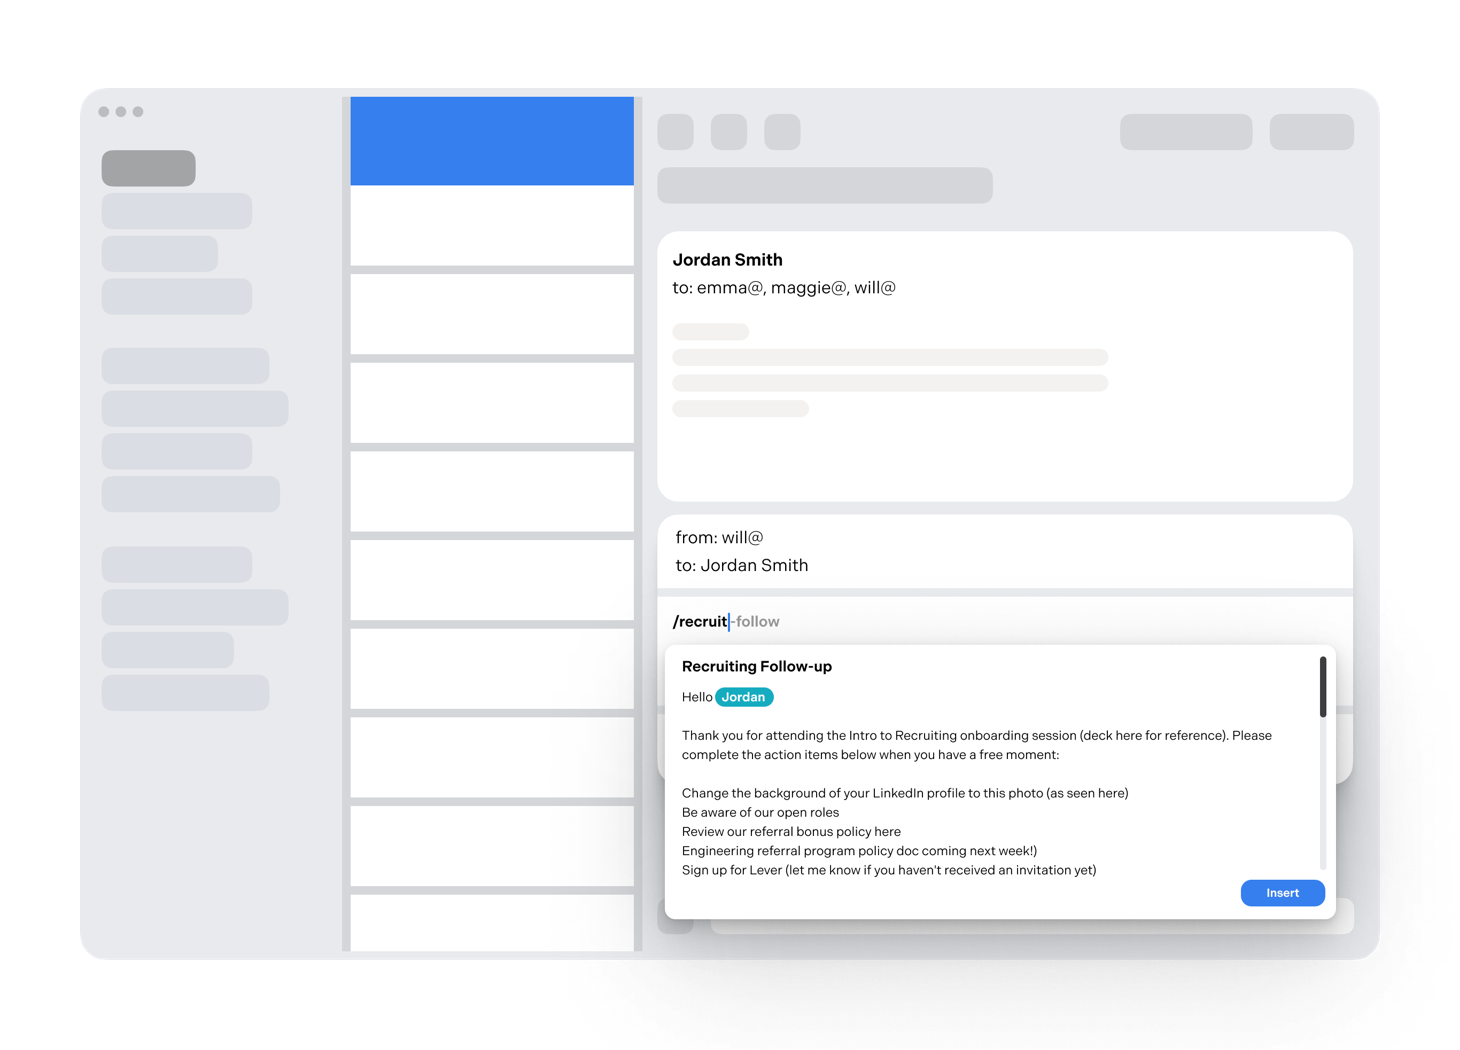 Jordan Smith
to: emma@, maggie@, will@
from: will@
to: Jordan Smith
/recruit-follow
Recruiting Follow-up
Hello Jordan
Thank you for attending the Intro to Recruiting onboarding session (deck here for reference). Please
complete the action items below when you have a free moment:
Change the background of your LinkedIn profile to this photo (as seen here)
Be aware of our open roles
Review our referral bonus policy here
Engineering referral program policy doc coming next week!)
Sign up for Lever (let me know if you haven't received an invitation yet)
Insert